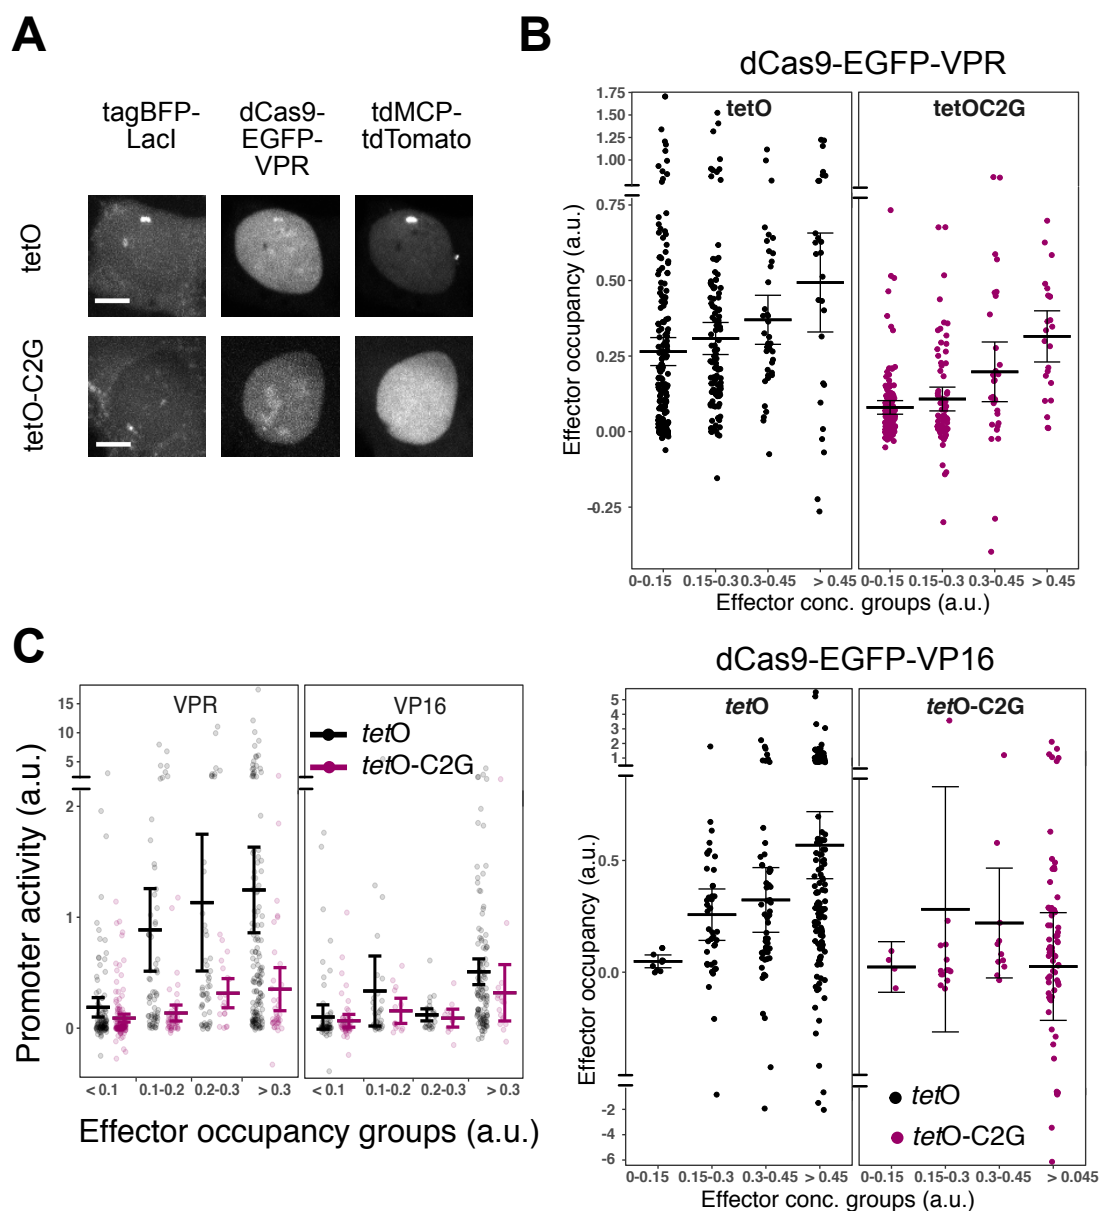 A
tagBFP-
LacI
dCas9-
EGFP-
VPR
tdMCP-
tdTomato
tetO
tetO-C2G
B
dCas9-EGFP-VPR
tetO
tetOC2G
1.75
1.50
1.25
1.00
0.75
0.50
0.25
0.00
-0.25
Effector occupancy (a.u.)
0-0.15 0.15-0.3 0.3-0.45 > 0.45
0-0.15 0.15-0.3 0.3-0.45 > 0.45
Effector conc. groups (a.u.)
C
VPR
VP16
tetO
tetO-C2G
15
10
5
2
1
0
Promoter activity (a.u.)
< 0.1 0.1-0.2 0.2-0.3 > 0.3
< 0.1 0.1-0.2 0.2-0.3 > 0.3
Effector occupancy groups (a.u.)
dCas9-EGFP-VP16
tetO
tetO-C2G
5
4
3
2
1
0.5
0.0
-2
-4
-6
Effector occupancy (a.u.)
tetO
tetO-C2G
0-0.15 0.15-0.3 0.3-0.45 > 0.45
0-0.15 0.15-0.3 0.3-0.45 > 0.045
Effector conc. groups (a.u.)